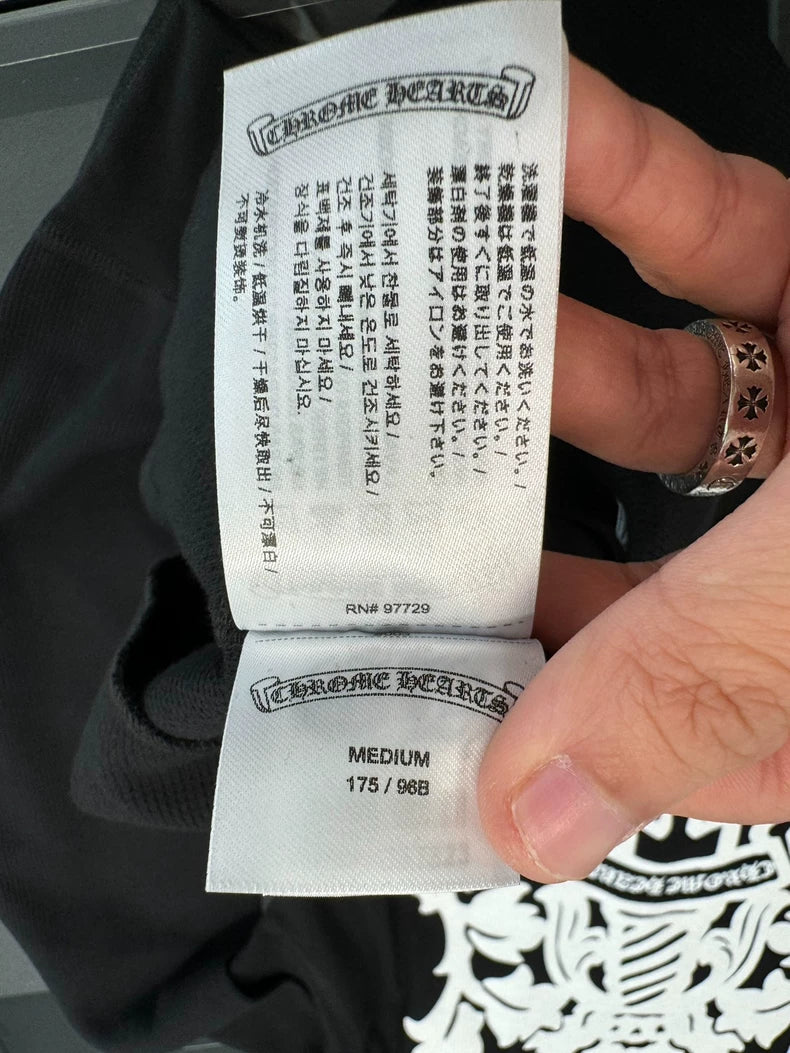 CHROME HEARTS
洗濯機で低温の水でお洗いください。/
乾燥機は低温でご使用ください。/
終了後すぐに取り出してください。/
漂白剤の使用はお避けください。/
装飾部分はアイロンをお避け下さい。
세탁기에서 찬물로 세탁하세요/
건조기에서 낮은 온도로 건조시키세요/
건조 후 즉시 빼내세요/
표백제를 사용하지 마세요/
장식을 다림질하지 마십시요.
冷水机洗 / 低温烘干 / 干燥后尽快取出 / 不可漂白 /
不可熨烫装饰。
RN# 97729
CHROME HEARTS
MEDIUM
175 / 96B
CHROME HEARTS